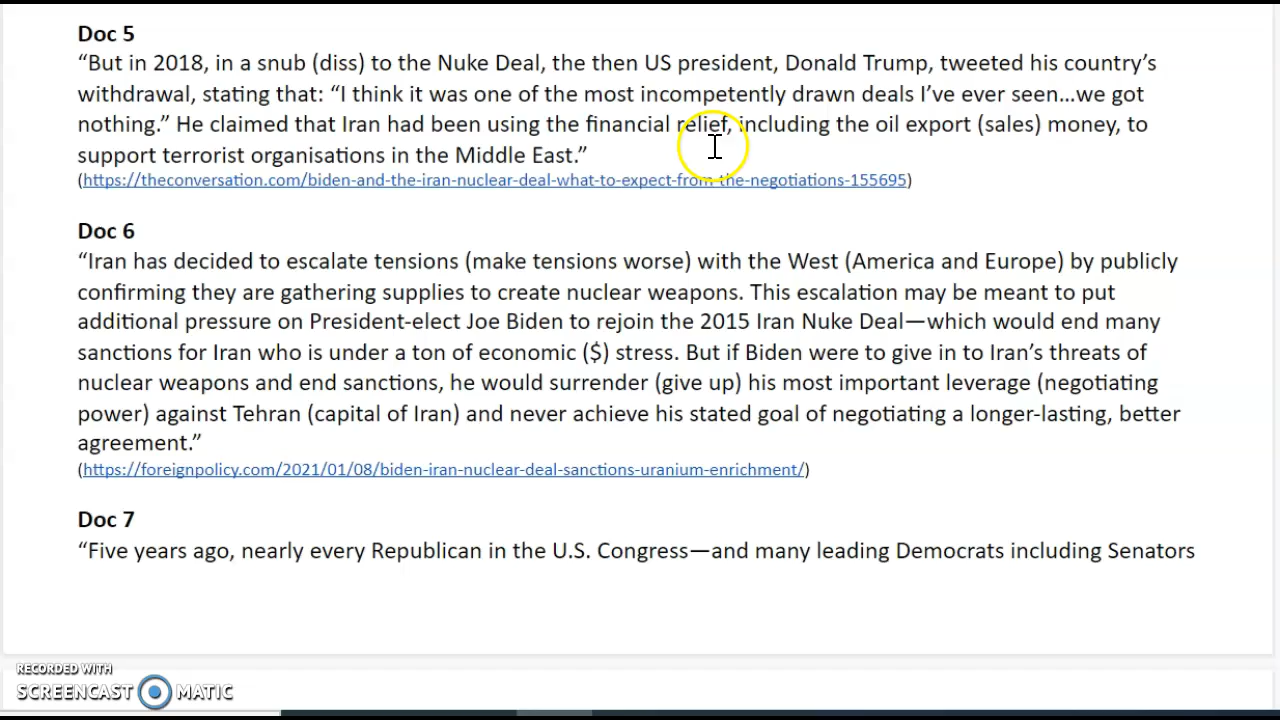 Doc 5
“But in 2018, in a snub (diss) to the Nuke Deal, the then US president, Donald Trump, tweeted his country’s
withdrawal, stating that: “I think it was one of the most incompetently drawn deals I’ve ever seen…we got
nothing.” He claimed that Iran had been using the financial relief, including the oil export (sales) money, to
support terrorist organisations in the Middle East.”
(https://theconversation.com/biden-and-the-iran-nuclear-deal-what-to-expect-from-the-negotiations-155695)
Doc 6
“Iran has decided to escalate tensions (make tensions worse) with the West (America and Europe) by publicly
confirming they are gathering supplies to create nuclear weapons. This escalation may be meant to put
additional pressure on President-elect Joe Biden to rejoin the 2015 Iran Nuke Deal—which would end many
sanctions for Iran who is under a ton of economic ($) stress. But if Biden were to give in to Iran’s threats of
nuclear weapons and end sanctions, he would surrender (give up) his most important leverage (negotiating
power) against Tehran (capital of Iran) and never achieve his stated goal of negotiating a longer-lasting, better
agreement.”
(https://foreignpolicy.com/2021/01/08/biden-iran-nuclear-deal-sanctions-uranium-enrichment/)
Doc 7
“Five years ago, nearly every Republican in the U.S. Congress—and many leading Democrats including Senators
RECORDED WITH
SCREENCAST MATIC